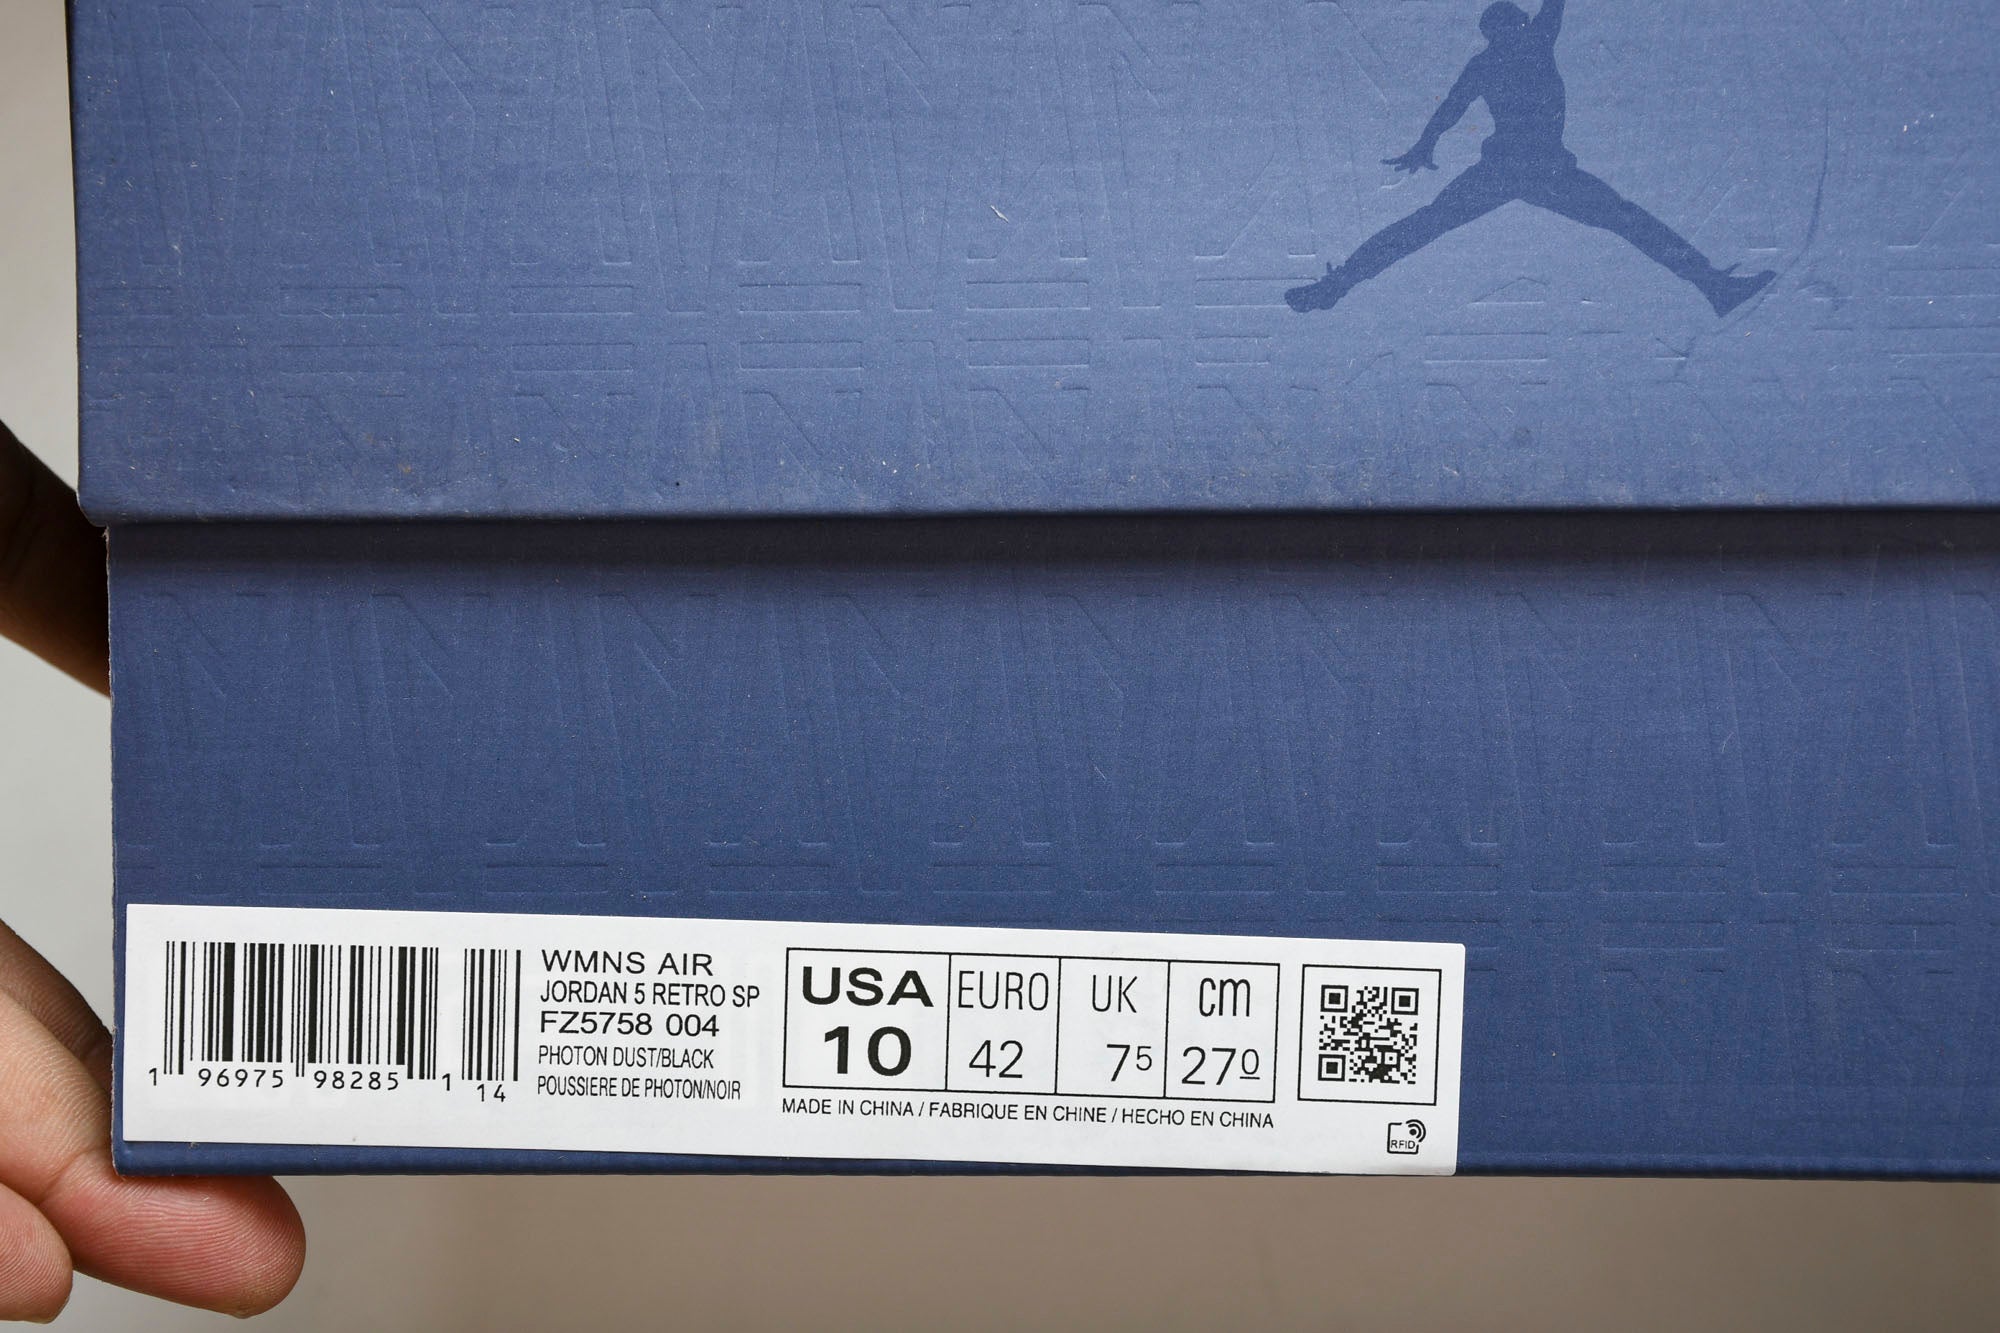 WMNS AIR
JORDAN 5 RETRO SP
FZ5758 004
PHOTON DUST/BLACK
POUSSIERE DE PHOTON/NOIR
1 96975 98285 1 14
USA EURO UK cm
10 42 75 270
MADE IN CHINA / FABRIQUE EN CHINE / HECHO EN CHINA
RFID